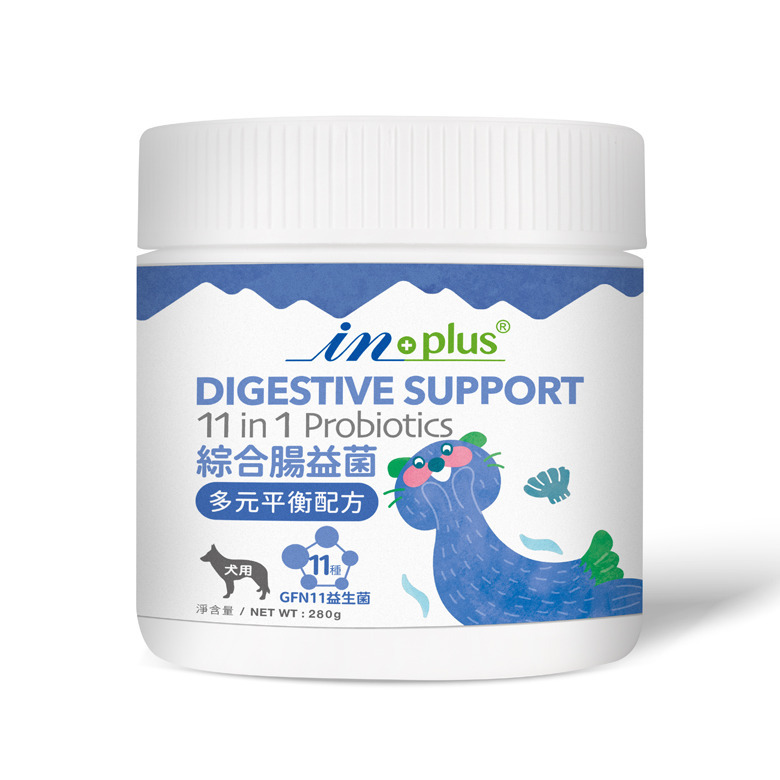 in plus®
DIGESTIVE SUPPORT
11 in 1 Probiotics
綜合腸益菌
多元平衡配方
犬用
11種
GFN11益生菌
淨含量 / NET WT : 280g